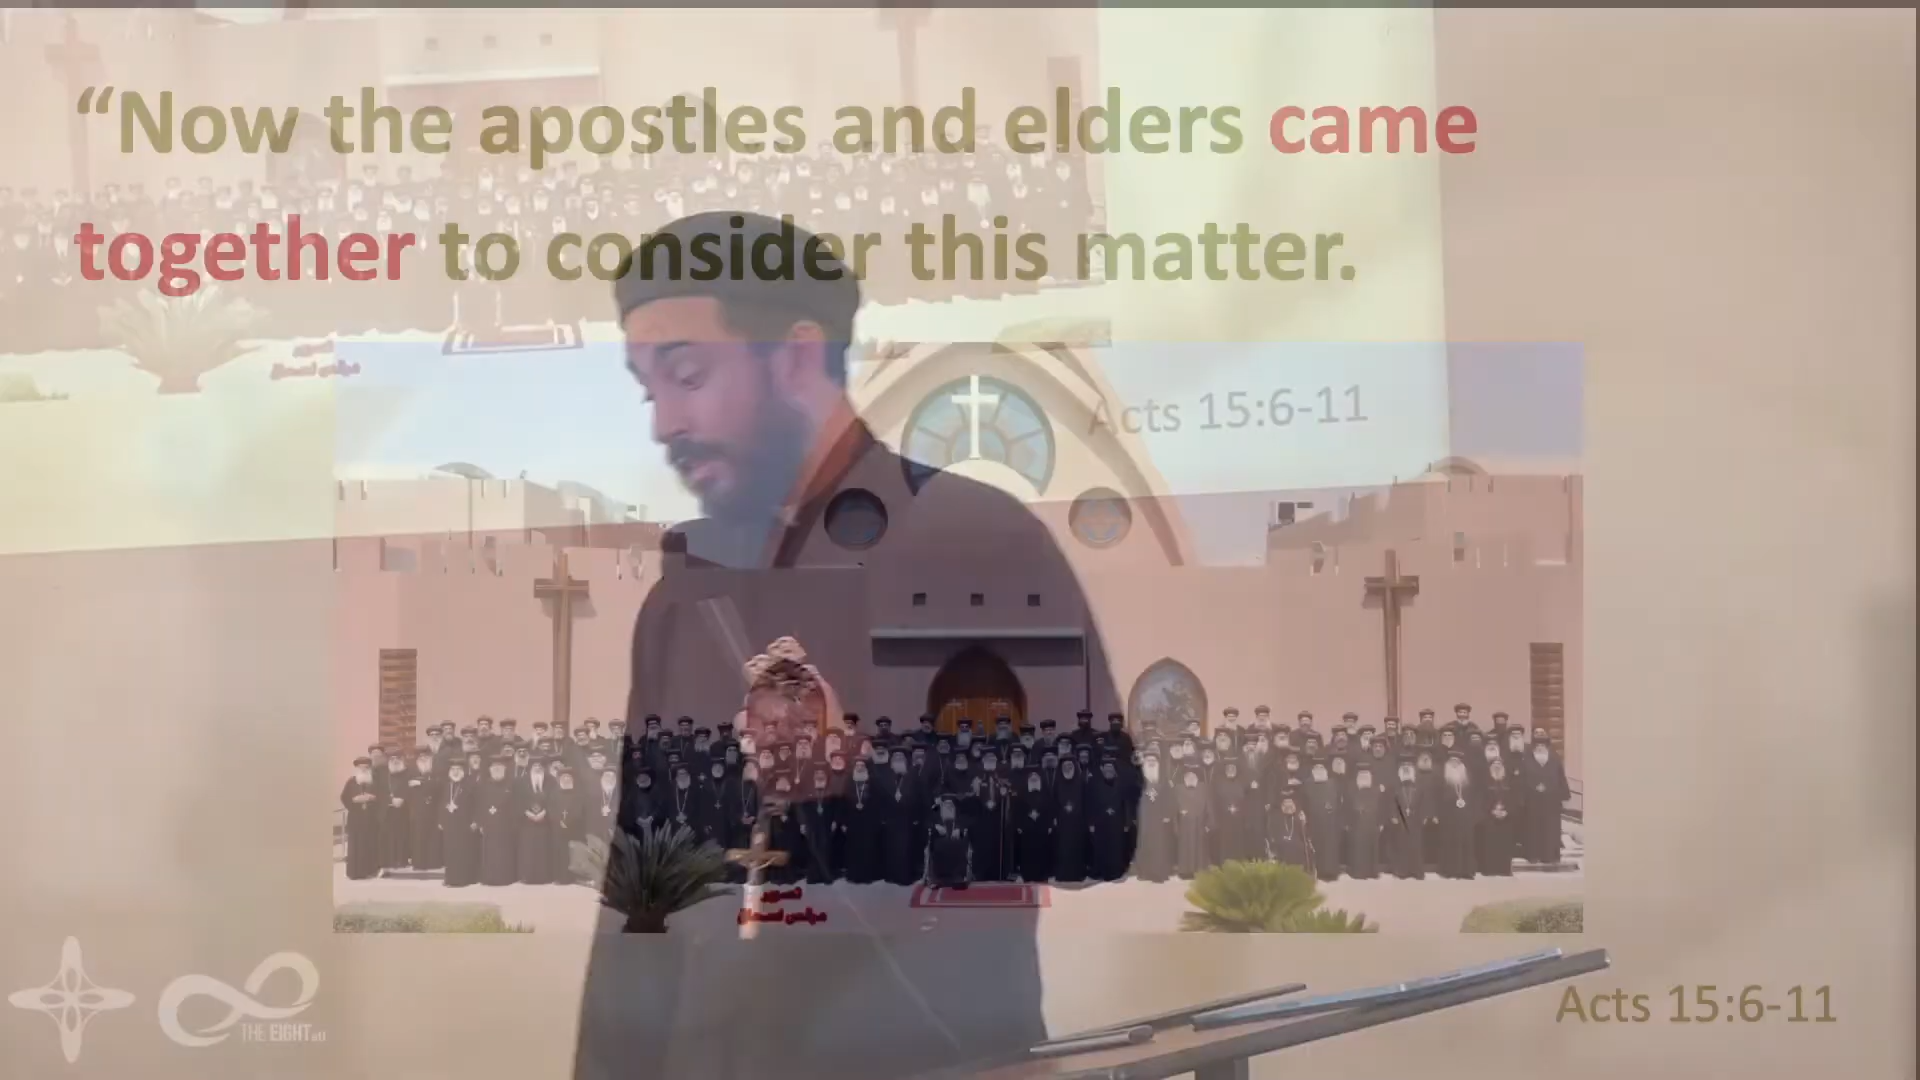 “Now the apostles and elders came
together to consider this matter.
Acts 15:6-11
THE EIGHT
Acts 15:6-11